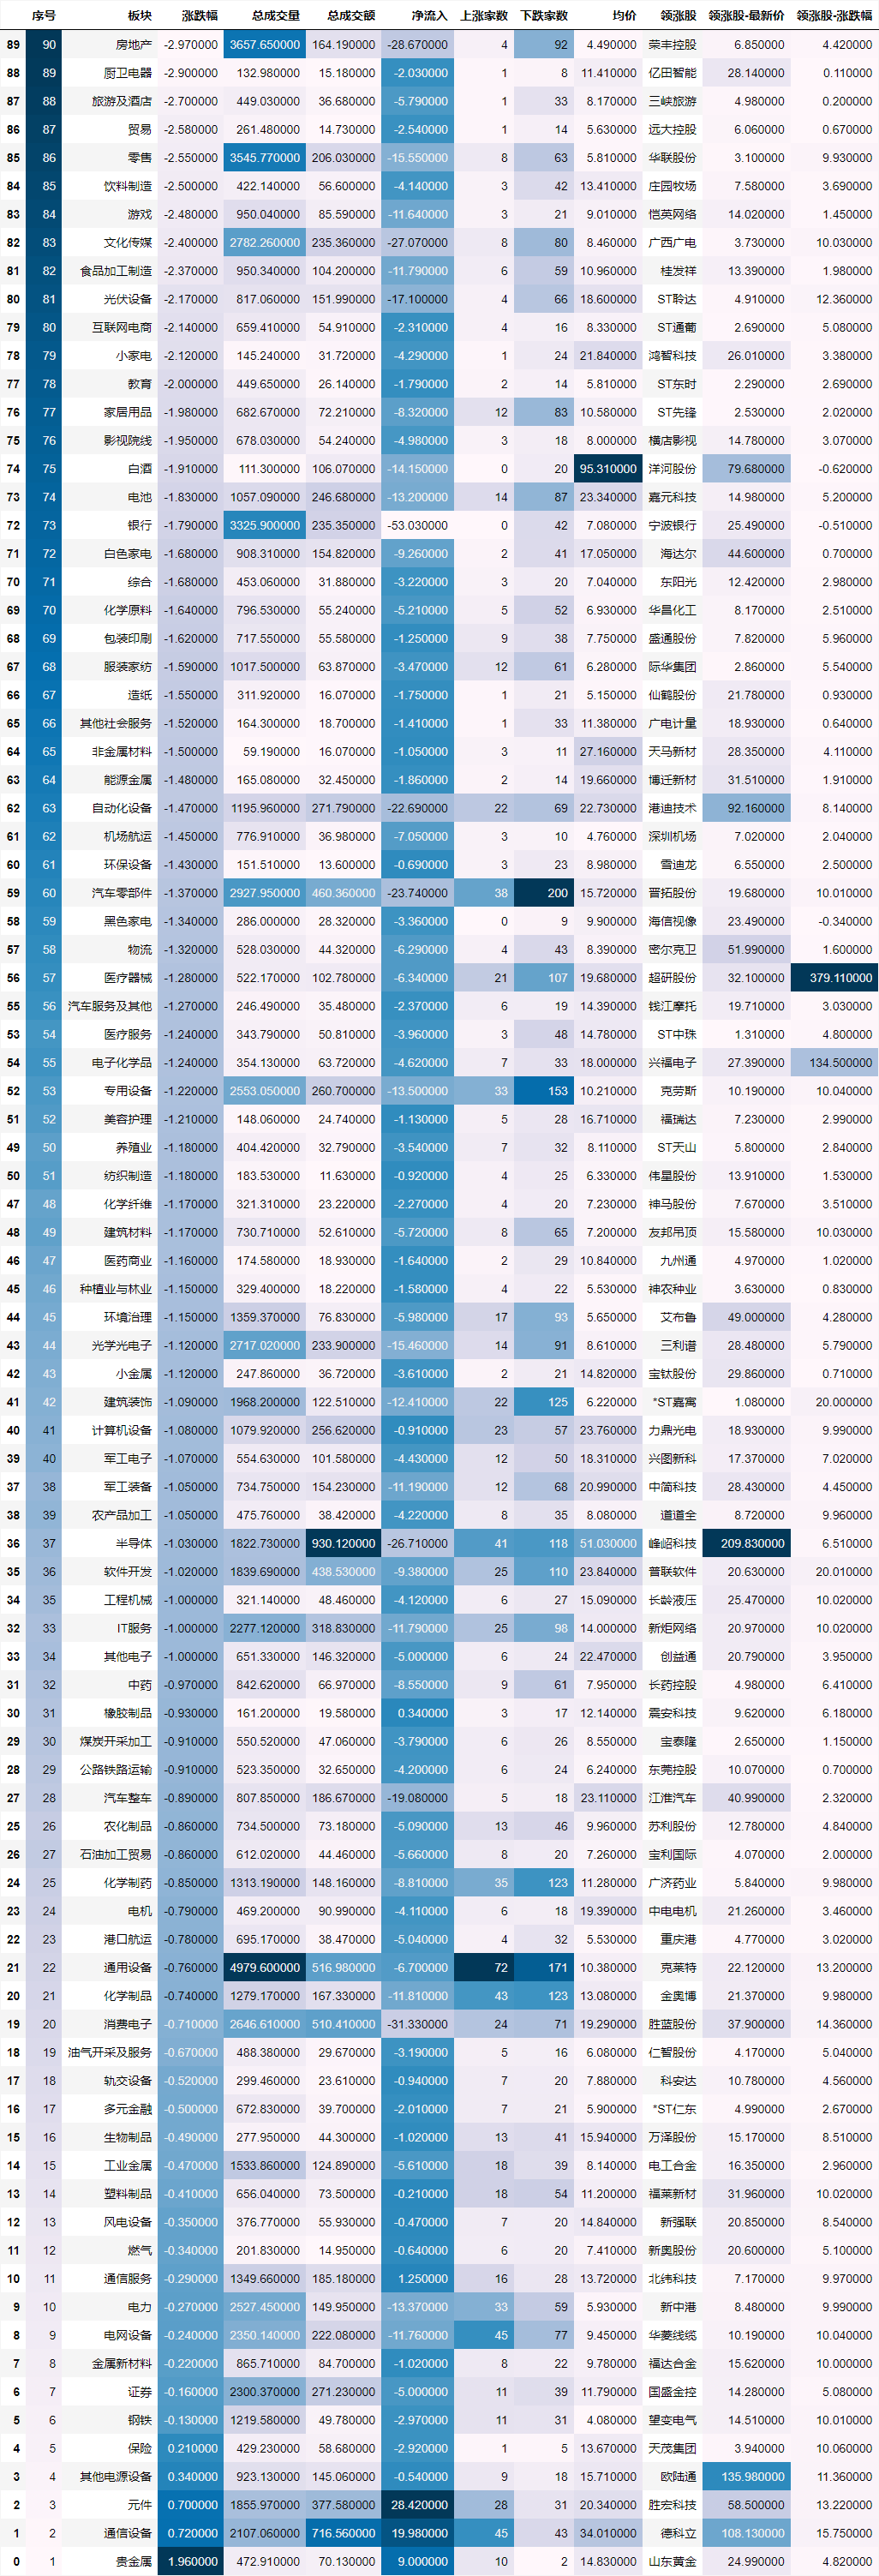 序号 板块 涨跌幅 总成交量 总成交额 净流入 上涨家数 下跌家数 均价 领涨股 领涨股-最新价 领涨股-涨跌幅
89 90 房地产 -2.970000 3657.650000 164.190000 -28.670000 4 92 4.490000 荣丰控股 6.850000 4.420000
88 89 厨卫电器 -2.900000 132.980000 15.180000 -2.030000 1 8 11.410000 亿田智能 28.140000 0.110000
87 88 旅游及酒店 -2.700000 449.030000 36.680000 -5.790000 1 33 8.170000 三峡旅游 4.980000 0.200000
86 87 贸易 -2.580000 261.480000 14.730000 -2.540000 1 14 5.630000 远大控股 6.060000 0.670000
85 86 零售 -2.550000 3545.770000 206.030000 -15.550000 8 63 5.810000 华联股份 3.100000 9.930000
84 85 饮料制造 -2.500000 422.140000 56.600000 -4.140000 3 42 13.410000 庄园牧场 7.580000 3.690000
83 84 游戏 -2.480000 950.040000 85.590000 -11.640000 3 21 9.010000 恺英网络 14.020000 1.450000
82 83 文化传媒 -2.400000 2782.260000 235.360000 -27.070000 8 80 8.460000 广西广电 3.730000 10.030000
81 82 食品加工制造 -2.370000 950.340000 104.200000 -11.790000 6 59 10.960000 桂发祥 13.390000 1.980000
80 81 光伏设备 -2.170000 817.060000 151.990000 -17.100000 4 66 18.600000 ST聆达 4.910000 12.360000
79 80 互联网电商 -2.140000 659.410000 54.910000 -2.310000 4 16 8.330000 ST通葡 2.690000 5.080000
78 79 小家电 -2.120000 145.240000 31.720000 -4.290000 1 24 21.840000 鸿智科技 26.010000 3.380000
77 78 教育 -2.000000 449.650000 26.140000 -1.790000 2 14 5.810000 ST东时 2.290000 2.690000
76 77 家居用品 -1.980000 682.670000 72.210000 -8.320000 12 83 10.580000 ST先锋 2.530000 2.020000
75 76 影视院线 -1.950000 678.030000 54.240000 -4.980000 3 18 8.000000 横店影视 14.780000 3.070000
74 75 白酒 -1.910000 111.300000 106.070000 -14.150000 0 20 95.310000 洋河股份 79.680000 -0.620000
73 74 电池 -1.830000 1057.090000 246.680000 -13.200000 14 87 23.340000 嘉元科技 14.980000 5.200000
72 73 银行 -1.790000 3325.900000 235.350000 -53.030000 0 42 7.080000 宁波银行 25.490000 -0.510000
71 72 白色家电 -1.680000 908.310000 154.820000 -9.260000 2 41 17.050000 海达尔 44.600000 0.700000
70 71 综合 -1.680000 453.060000 31.880000 -3.220000 3 20 7.040000 东阳光 12.420000 2.980000
69 70 化学原料 -1.640000 796.530000 55.240000 -5.210000 5 52 6.930000 华昌化工 8.170000 2.510000
68 69 包装印刷 -1.620000 717.550000 55.580000 -1.250000 9 38 7.750000 盛通股份 7.820000 5.960000
67 68 服装家纺 -1.590000 1017.500000 63.870000 -3.470000 12 61 6.280000 际华集团 2.860000 5.540000
66 67 造纸 -1.550000 311.920000 16.070000 -1.750000 1 21 5.150000 仙鹤股份 21.780000 0.930000
65 66 其他社会服务 -1.520000 164.300000 18.700000 -1.410000 1 33 11.380000 广电计量 18.930000 0.640000
64 65 非金属材料 -1.500000 59.190000 16.070000 -1.050000 3 11 27.160000 天马新材 28.350000 4.110000
63 64 能源金属 -1.480000 165.080000 32.450000 -1.860000 2 14 19.660000 博迁新材 31.510000 1.910000
62 63 自动化设备 -1.470000 1195.960000 271.790000 -22.690000 22 69 22.730000 港迪技术 92.160000 8.140000
61 62 机场航运 -1.450000 776.910000 36.980000 -7.050000 3 10 4.760000 深圳机场 7.020000 2.040000
60 61 环保设备 -1.430000 151.510000 13.600000 -0.690000 3 23 8.980000 雪迪龙 6.550000 2.500000
59 60 汽车零部件 -1.370000 2927.950000 460.360000 -23.740000 38 200 15.720000 晋拓股份 19.680000 10.010000
58 59 黑色家电 -1.340000 286.000000 28.320000 -3.360000 0 9 9.900000 海信视像 23.490000 -0.340000
57 58 物流 -1.320000 528.030000 44.320000 -6.290000 4 43 8.390000 密尔克卫 51.990000 1.600000
56 57 医疗器械 -1.280000 522.170000 102.780000 -6.340000 21 107 19.680000 超研股份 32.100000 379.110000
55 56 汽车服务及其他 -1.270000 246.490000 35.480000 -2.370000 6 19 14.390000 钱江摩托 19.710000 3.030000
53 54 医疗服务 -1.240000 343.790000 50.810000 -3.960000 3 48 14.780000 ST中珠 1.310000 4.800000
54 55 电子化学品 -1.240000 354.130000 63.720000 -4.620000 7 33 18.000000 兴福电子 27.390000 134.500000
52 53 专用设备 -1.220000 2553.050000 260.700000 -13.500000 33 153 10.210000 克劳斯 10.190000 10.040000
51 52 美容护理 -1.210000 148.060000 24.740000 -1.130000 5 28 16.710000 福瑞达 7.230000 2.990000
49 50 养殖业 -1.180000 404.420000 32.790000 -3.540000 7 32 8.110000 ST天山 5.800000 2.840000
50 51 纺织制造 -1.180000 183.530000 11.630000 -0.920000 4 25 6.330000 伟星股份 13.910000 1.530000
47 48 化学纤维 -1.170000 321.310000 23.220000 -2.270000 4 20 7.230000 神马股份 7.670000 3.510000
48 49 建筑材料 -1.170000 730.710000 52.610000 -5.720000 8 65 7.200000 友邦吊顶 15.580000 10.030000
46 47 医药商业 -1.160000 174.580000 18.930000 -1.640000 2 29 10.840000 九州通 4.970000 1.020000
45 46 种植业与林业 -1.150000 329.400000 18.220000 -1.580000 4 22 5.530000 神农种业 3.630000 0.830000
44 45 环境治理 -1.150000 1359.370000 76.830000 -5.980000 17 93 5.650000 艾布鲁 49.000000 4.280000
43 44 光学光电子 -1.120000 2717.020000 233.900000 -15.460000 14 91 8.610000 三利谱 28.480000 5.790000
42 43 小金属 -1.120000 247.860000 36.720000 -3.610000 2 21 14.820000 宝钛股份 29.860000 0.710000
41 42 建筑装饰 -1.090000 1968.200000 122.510000 -12.410000 22 125 6.220000 *ST嘉寓 1.080000 20.000000
40 41 计算机设备 -1.080000 1079.920000 256.620000 -0.910000 23 57 23.760000 力鼎光电 18.930000 9.990000
39 40 军工电子 -1.070000 554.630000 101.580000 -4.430000 12 50 18.310000 兴图新科 17.370000 7.020000
37 38 军工装备 -1.050000 734.750000 154.230000 -11.190000 12 68 20.990000 中简科技 28.430000 4.450000
38 39 农产品加工 -1.050000 475.760000 38.420000 -4.220000 8 35 8.080000 道道全 8.720000 9.960000
36 37 半导体 -1.030000 1822.730000 930.120000 -26.710000 41 118 51.030000 峰岹科技 209.830000 6.510000
35 36 软件开发 -1.020000 1839.690000 438.530000 -9.380000 25 110 23.840000 普联软件 20.630000 20.010000
34 35 工程机械 -1.000000 321.140000 48.460000 -4.120000 6 27 15.090000 长龄液压 25.470000 10.020000
32 33 IT服务 -1.000000 2277.120000 318.830000 -11.790000 25 98 14.000000 新炬网络 20.970000 10.020000
33 34 其他电子 -1.000000 651.330000 146.320000 -5.000000 6 24 22.470000 创益通 20.790000 3.950000
31 32 中药 -0.970000 842.620000 66.970000 -8.550000 9 61 7.950000 长药控股 4.980000 6.410000
30 31 橡胶制品 -0.930000 161.200000 19.580000 0.340000 3 17 12.140000 震安科技 9.620000 6.180000
29 30 煤炭开采加工 -0.910000 550.520000 47.060000 -3.790000 6 26 8.550000 宝泰隆 2.650000 1.150000
28 29 公路铁路运输 -0.910000 523.350000 32.650000 -4.200000 6 24 6.240000 东莞控股 10.070000 0.700000
27 28 汽车整车 -0.890000 807.850000 186.670000 -19.080000 5 18 23.110000 江淮汽车 40.990000 2.320000
25 26 农化制品 -0.860000 734.500000 73.180000 -5.090000 13 46 9.960000 苏利股份 12.780000 4.840000
26 27 石油加工贸易 -0.860000 612.020000 44.460000 -5.660000 8 20 7.260000 宝利国际 4.070000 2.000000
24 25 化学制药 -0.850000 1313.190000 148.160000 -8.810000 35 123 11.280000 广济药业 5.840000 9.980000
23 24 电机 -0.790000 469.200000 90.990000 -4.110000 6 18 19.390000 中电电机 21.260000 3.460000
22 23 港口航运 -0.780000 695.170000 38.470000 -5.040000 4 32 5.530000 重庆港 4.770000 3.020000
21 22 通用设备 -0.760000 4979.600000 516.980000 -6.700000 72 171 10.380000 克莱特 22.120000 13.200000
20 21 化学制品 -0.740000 1279.170000 167.330000 -11.810000 43 123 13.080000 金奥博 21.370000 9.980000
19 20 消费电子 -0.710000 2646.610000 510.410000 -31.330000 24 71 19.290000 胜蓝股份 37.900000 14.360000
18 19 油气开采及服务 -0.670000 488.380000 29.670000 -3.190000 5 16 6.080000 仁智股份 4.170000 5.040000
17 18 轨交设备 -0.520000 299.460000 23.610000 -0.940000 7 20 7.880000 科安达 10.780000 4.560000
16 17 多元金融 -0.500000 672.830000 39.700000 -2.010000 7 21 5.900000 *ST仁东 4.990000 2.670000
15 16 生物制品 -0.490000 277.950000 44.300000 -1.020000 13 41 15.940000 万泽股份 15.170000 8.510000
14 15 工业金属 -0.470000 1533.860000 124.890000 -5.610000 18 39 8.140000 电工合金 16.350000 2.960000
13 14 塑料制品 -0.410000 656.040000 73.500000 -0.210000 18 54 11.200000 福莱新材 31.960000 10.020000
12 13 风电设备 -0.350000 376.770000 55.930000 -0.470000 7 20 14.840000 新强联 20.850000 8.540000
11 12 燃气 -0.340000 201.830000 14.950000 -0.640000 6 20 7.410000 新奥股份 20.600000 5.100000
10 11 通信服务 -0.290000 1349.660000 185.180000 1.250000 16 28 13.720000 北纬科技 7.170000 9.970000
9 10 电力 -0.270000 2527.450000 149.950000 -13.370000 33 59 5.930000 新中港 8.480000 9.990000
8 9 电网设备 -0.240000 2350.140000 222.080000 -11.760000 45 77 9.450000 华菱线缆 10.190000 10.040000
7 8 金属新材料 -0.220000 865.710000 84.700000 -1.020000 8 22 9.780000 福达合金 15.620000 10.000000
6 7 证券 -0.160000 2300.370000 271.230000 -5.000000 11 39 11.790000 国盛金控 14.280000 5.080000
5 6 钢铁 -0.130000 1219.580000 49.780000 -2.970000 11 31 4.080000 望变电气 14.510000 10.010000
4 5 保险 0.210000 429.230000 58.680000 -2.920000 1 5 13.670000 天茂集团 3.940000 10.060000
3 4 其他电源设备 0.340000 923.130000 145.060000 -0.540000 9 18 15.710000 欧陆通 135.980000 11.360000
2 3 元件 0.700000 1855.970000 377.580000 28.420000 28 31 20.340000 胜宏科技 58.500000 13.220000
1 2 通信设备 0.720000 2107.060000 716.560000 19.980000 45 43 34.010000 德科立 108.130000 15.750000
0 1 贵金属 1.960000 472.910000 70.130000 9.000000 10 2 14.830000 山东黄金 24.990000 4.820000